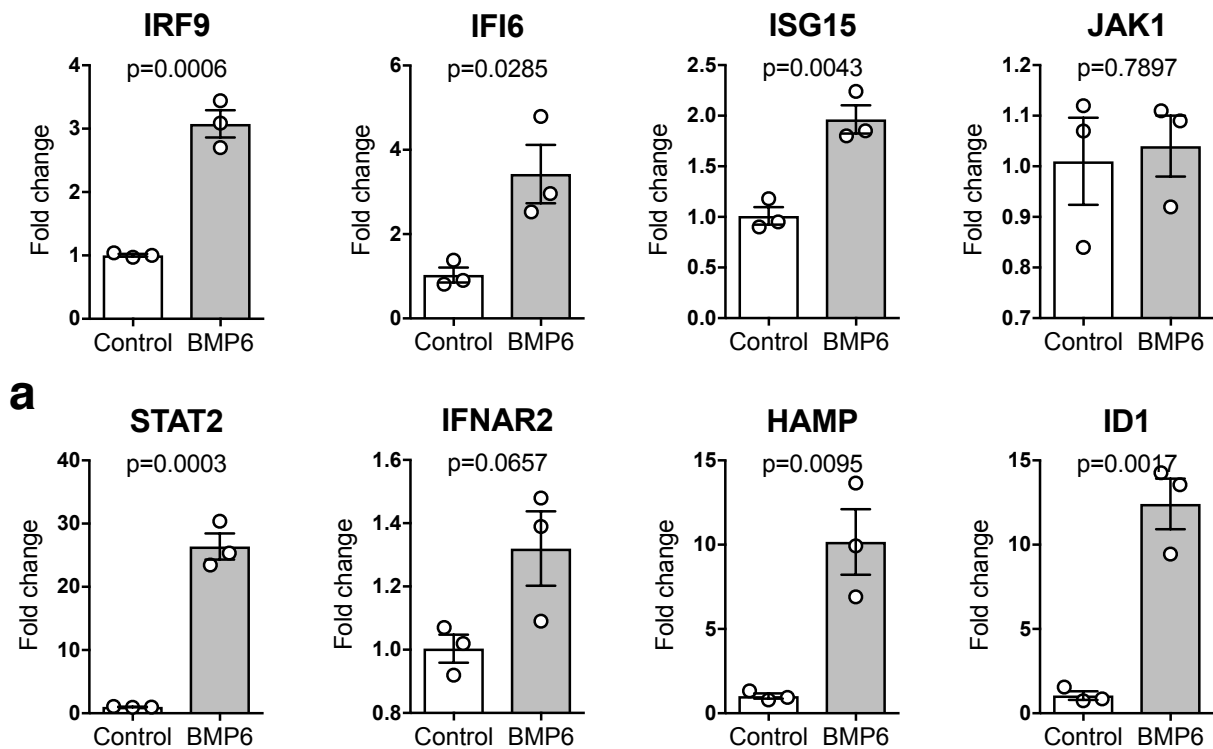 IRF9 IFI6 ISG15 JAK1
p=0.0006 p=0.0285 p=0.0043 p=0.7897
Fold change Fold change Fold change Fold change
4 6 2.5 1.2
3 4 2.0 1.1
2 2 1.5 1.0
1 0 1.0 0.9
0 0.5 0.8
0.0 0.7
Control BMP6 Control BMP6 Control BMP6 Control BMP6
a
STAT2 IFNAR2 HAMP ID1
p=0.0003 p=0.0657 p=0.0095 p=0.0017
Fold change Fold change Fold change Fold change
40 1.6 15 15
30 1.4 10 10
20 1.2 5 5
10 1.0 0 0
0 0.8
Control BMP6 Control BMP6 Control BMP6 Control BMP6